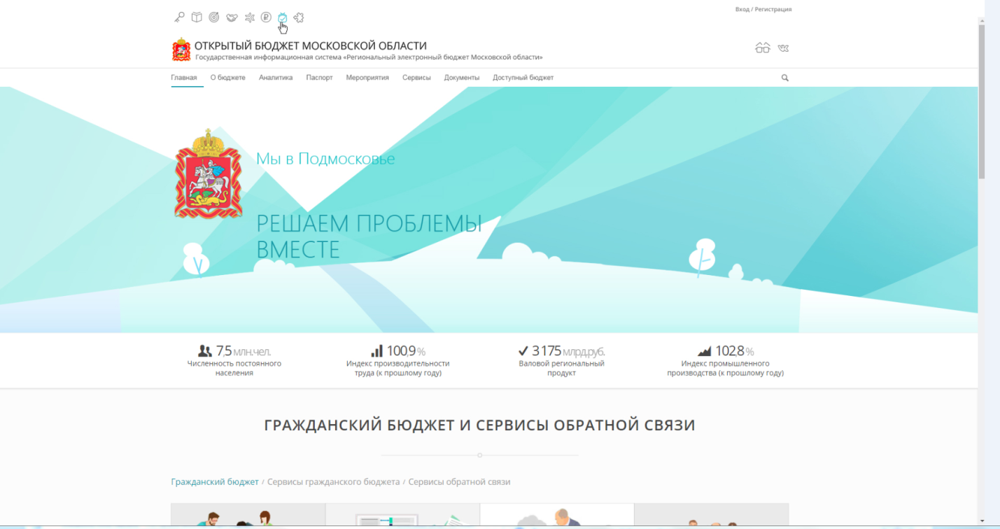 Вход / Регистрация
ОТКРЫТЫЙ БЮДЖЕТ МОСКОВСКОЙ ОБЛАСТИ
Государственная информационная система «Региональный электронный бюджет Московской области»
Главная О бюджете Аналитика Паспорт Мероприятия Сервисы Документы Доступный бюджет
Мы в Подмосковье
РЕШАЕМ ПРОБЛЕМЫ
ВМЕСТЕ
7,5 млн.чел.
Численность постоянного
населения
100,9 %
Индекс производительности
труда (к прошлому году)
3 175 млрд.руб.
Валовой региональный
продукт
102,8 %
Индекс промышленного
производства (к прошлому году)
ГРАЖДАНСКИЙ БЮДЖЕТ И СЕРВИСЫ ОБРАТНОЙ СВЯЗИ
Гражданский бюджет / Сервисы гражданского бюджета / Сервисы обратной связи